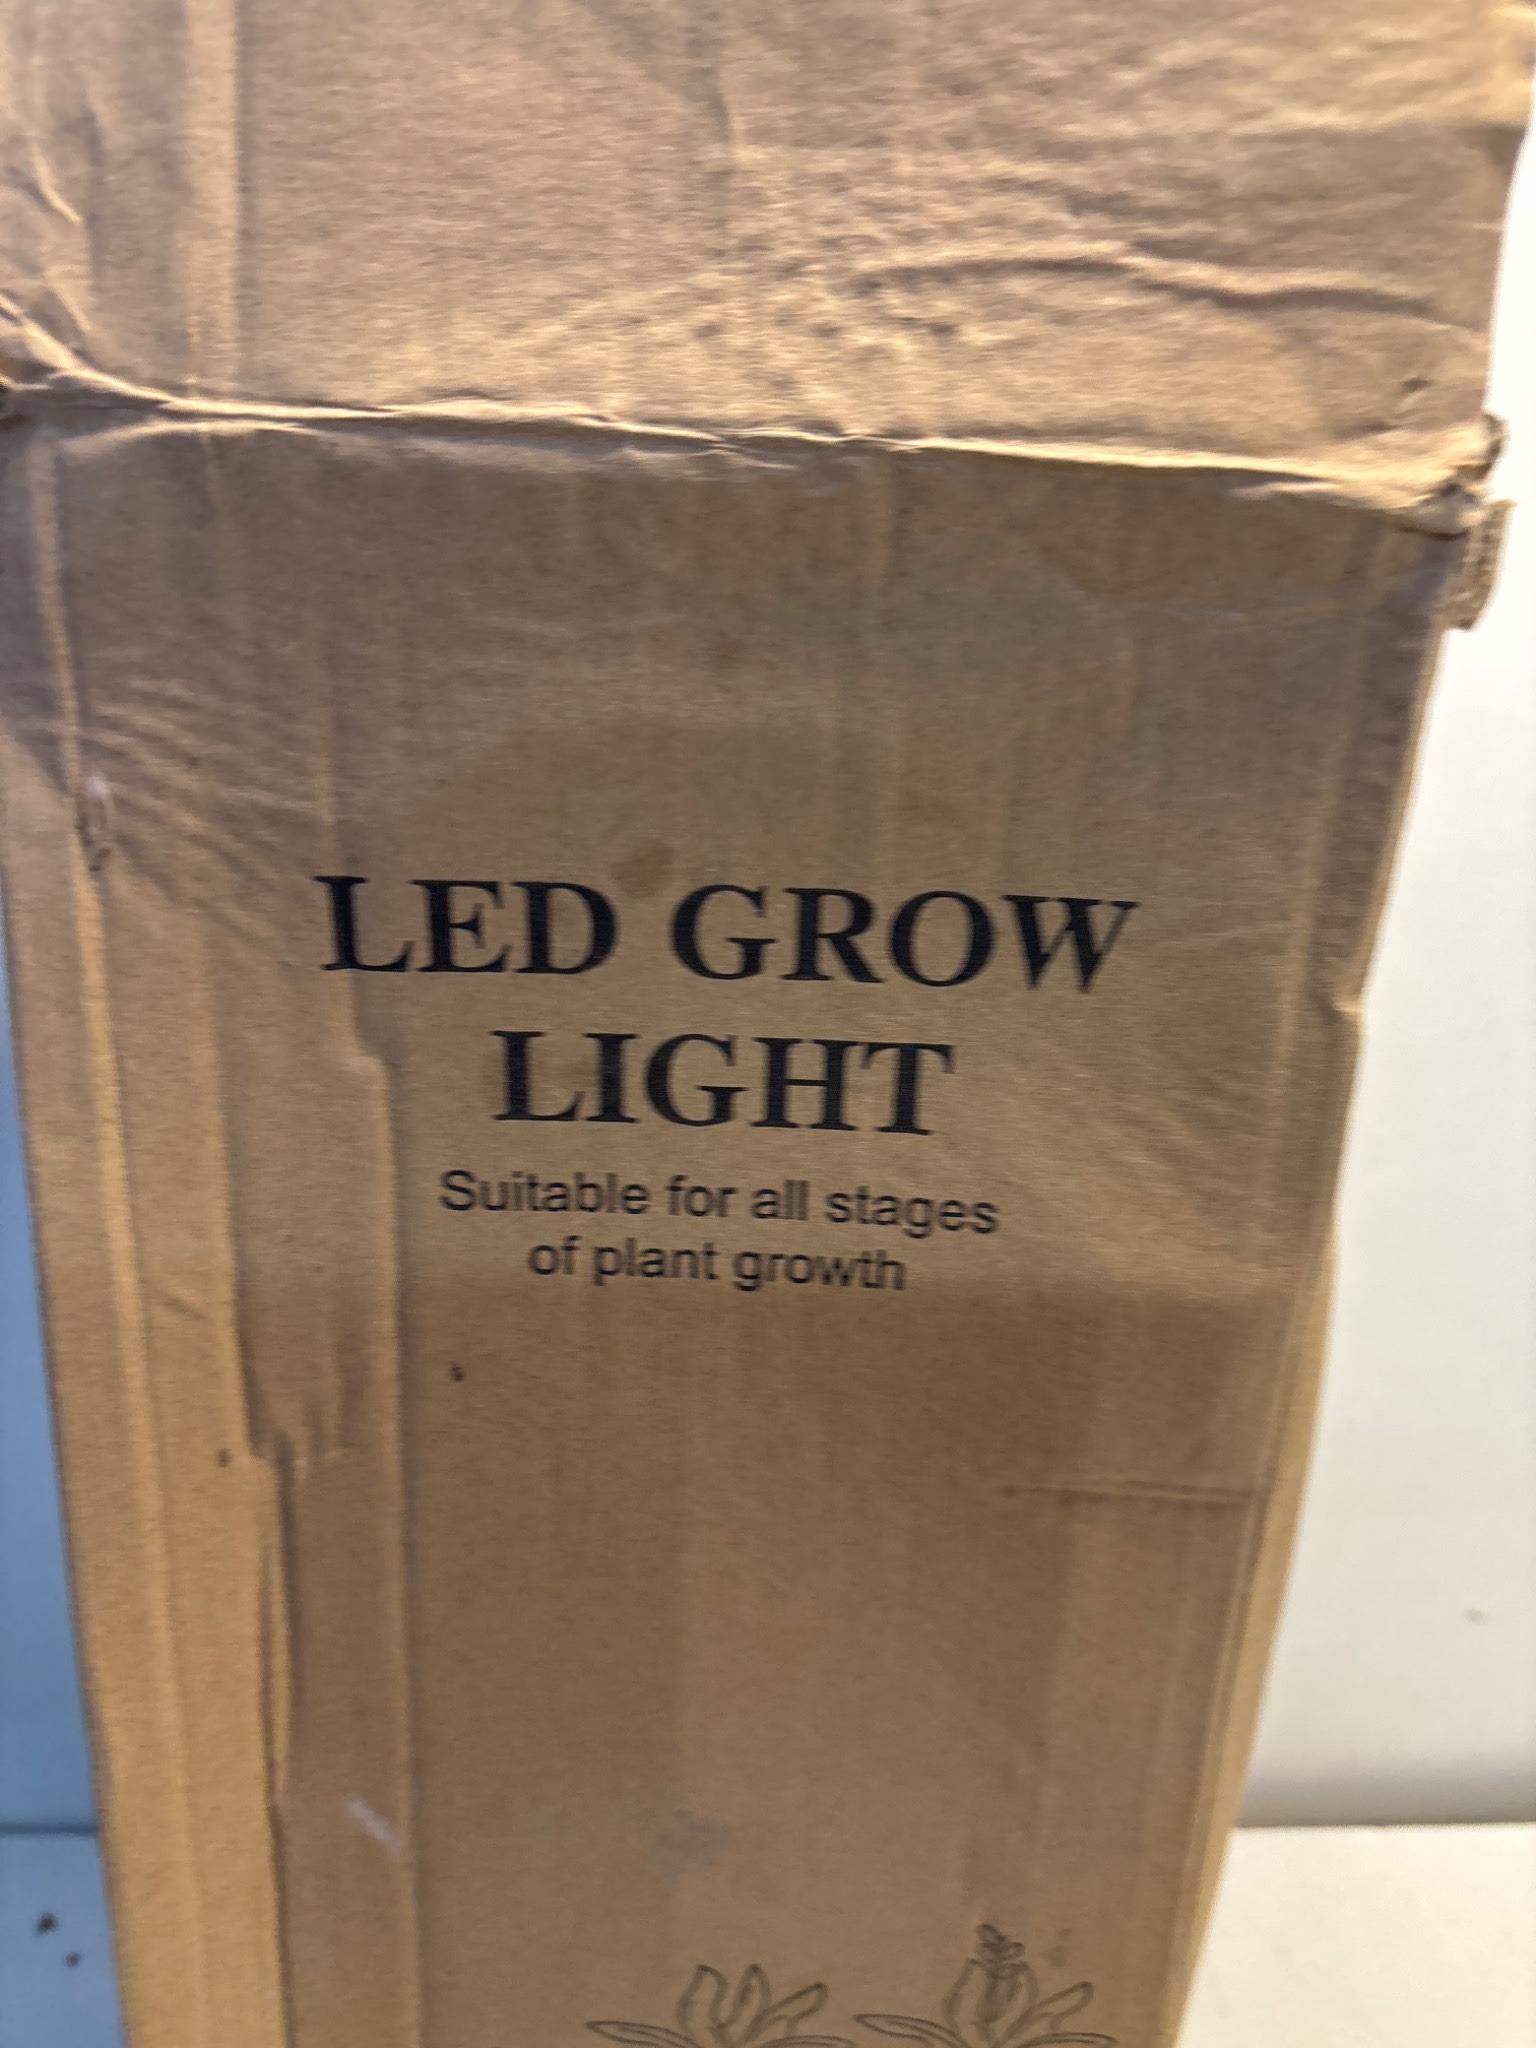 LED GROW
LIGHT
Suitable for all stages
of plant growth